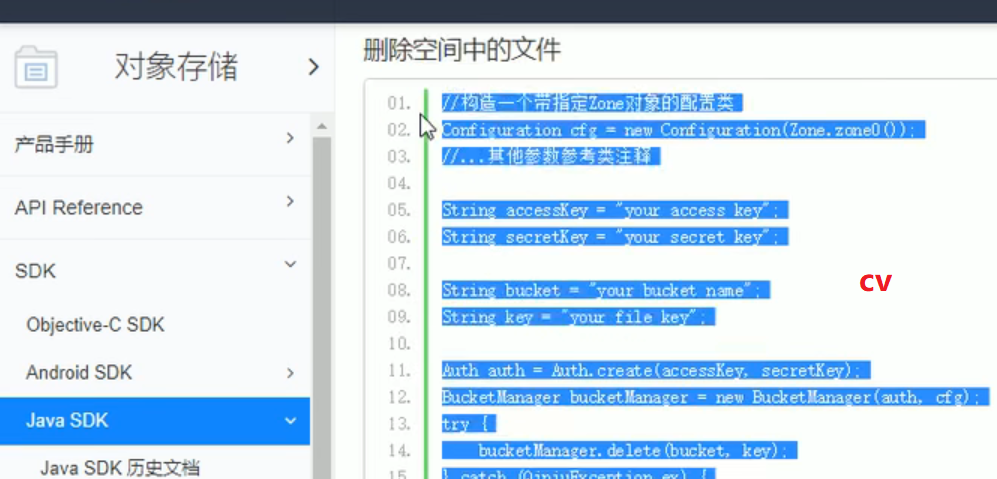 对象存储
产品手册
API Reference
SDK
Objective-C SDK
Android SDK
Java SDK
Java SDK 历史文档
删除空间中的文件
01. //构造一个带指定Zone对象的配置类
02. Configuration cfg = new Configuration(Zone.zone0());
03. //...其他参数参考类注释
04.
05. String accessKey = "your access key";
06. String secretKey = "your secret key";
07.
08. String bucket = "your bucket name";
09. String key = "your file key";
10.
11. Auth auth = Auth.create(accessKey, secretKey);
12. BucketManager bucketManager = new BucketManager(auth, cfg);
13. try {
14. bucketManager.delete(bucket, key);
15. } catch (QiniuException ex) {
CV